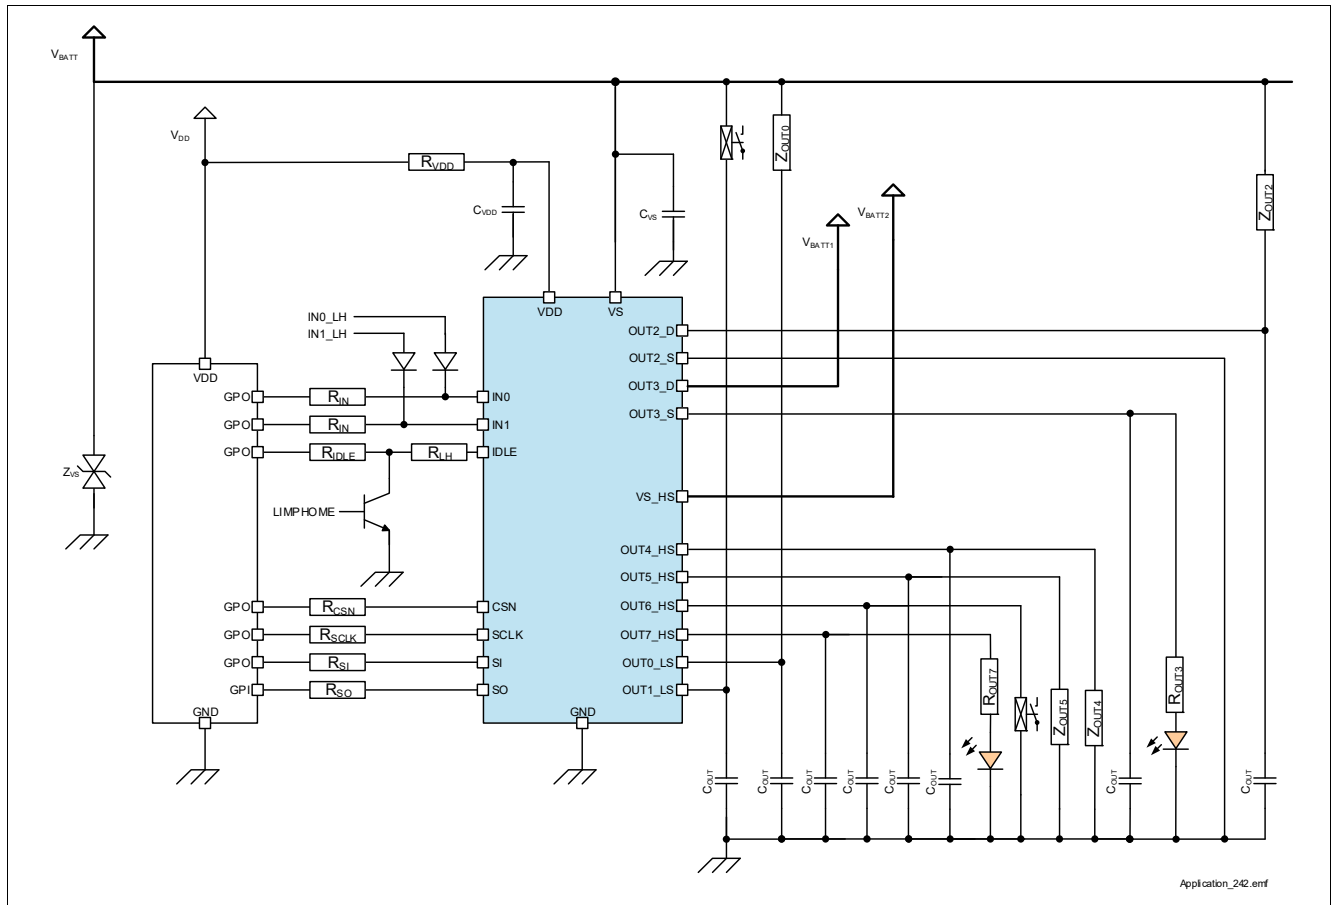 VBATT
VDD
RVDD
CVDD
CVS
ZOUT0
ZOUT2
VBATT2
VBATT1
VDD
VS
IN0_LH
IN1_LH
VDD
GPO
RIN
IN0
GPO
RIN
IN1
GPO
RIDLE
RLH
IDLE
LIMPHOME
ZVS
GPO
RCSN
CSN
GPO
RSCLK
SCLK
GPO
RSI
SI
GPI
RSO
SO
GND
GND
OUT2_D
OUT2_S
OUT3_D
OUT3_S
VS_HS
OUT4_HS
OUT5_HS
OUT6_HS
OUT7_HS
OUT0_LS
OUT1_LS
ROUT7
ZOUT5
ZOUT4
ROUT3
COUT
COUT
COUT
COUT
COUT
COUT
COUT
COUT
Application_242.emf